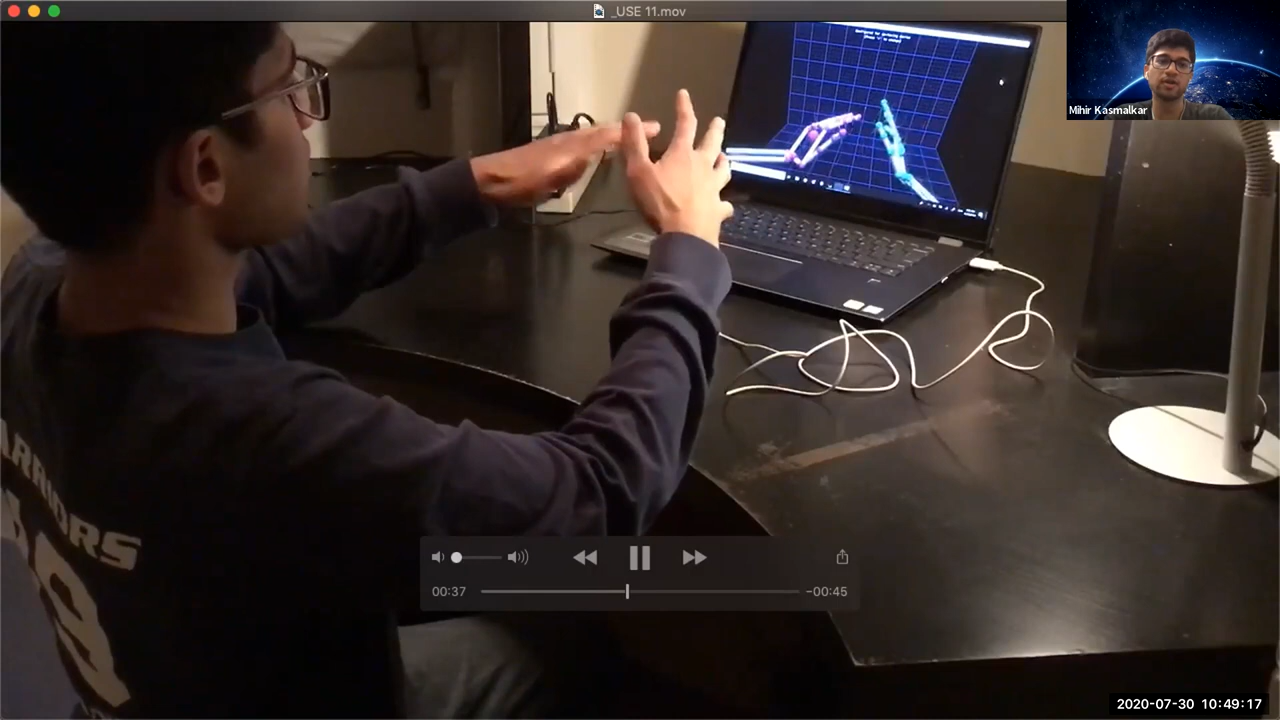 _USE 11.mov
Mihir Kasmalkar
ARRIORS
00:37
-00:45
2020-07-30 10:49:17